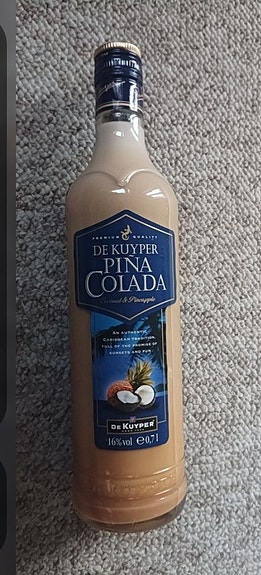 PREMIUM QUALITY
DE KUYPER
PIÑA
COLADA
Coconut & Pineapple
AN AUTHENTIC
CARIBBEAN TRADITION,
FULL OF THE PROMISE OF
SUNSETS AND FUN.
DE KUYPER
16%vol e 0,7 l